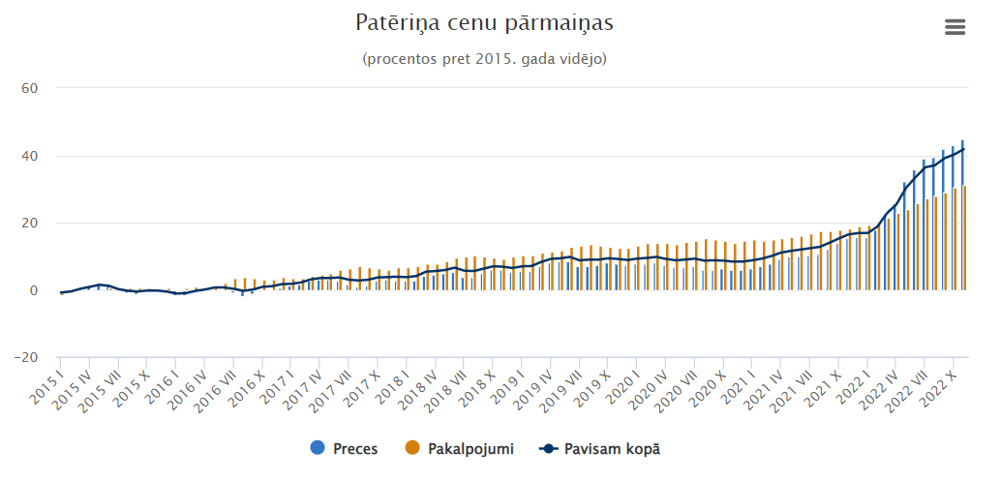 Patēriņa cenu pārmaiņas
(procentos pret 2015. gada vidējo)
60
40
20
0
-20
2015 I
2015 IV
2015 VII
2015 X
2016 I
2016 IV
2016 VII
2016 X
2017 I
2017 IV
2017 VII
2017 X
2018 I
2018 IV
2018 VII
2018 X
2019 I
2019 IV
2019 VII
2019 X
2020 I
2020 IV
2020 VII
2020 X
2021 I
2021 IV
2021 VII
2021 X
2022 I
2022 IV
2022 VII
2022 X
Preces Pakalpojumi Pavisam kopā